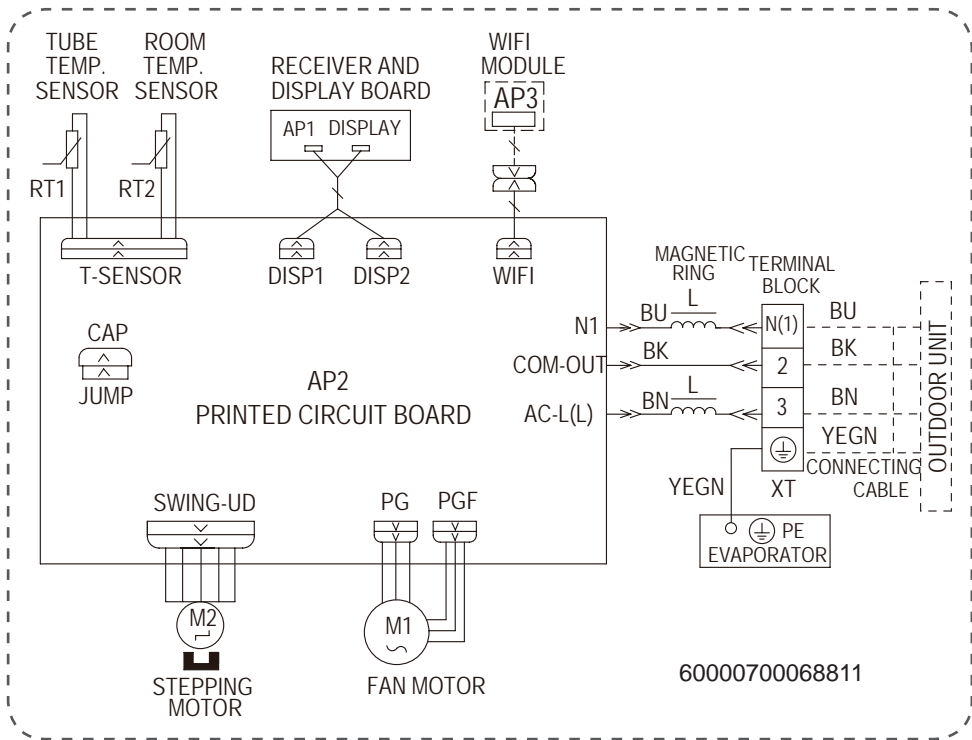 TUBE
TEMP.
SENSOR
ROOM
TEMP.
SENSOR
RECEIVER AND
DISPLAY BOARD
WIFI
MODULE
AP3
AP1 DISPLAY
RT1
RT2
T-SENSOR
DISP1
DISP2
WIFI
MAGNETIC
RING
TERMINAL
BLOCK
CAP
JUMP
AP2
PRINTED CIRCUIT BOARD
N1
BU
L
N(1)
BU
COM-OUT
BK
2
BK
AC-L(L)
BN
L
3
BN
YEGN
OUTDOOR UNIT
CONNECTING
CABLE
XT
YEGN
PE
EVAPORATOR
SWING-UD
PG
PGF
M2
STEPPING
MOTOR
M1
FAN MOTOR
60000700068811